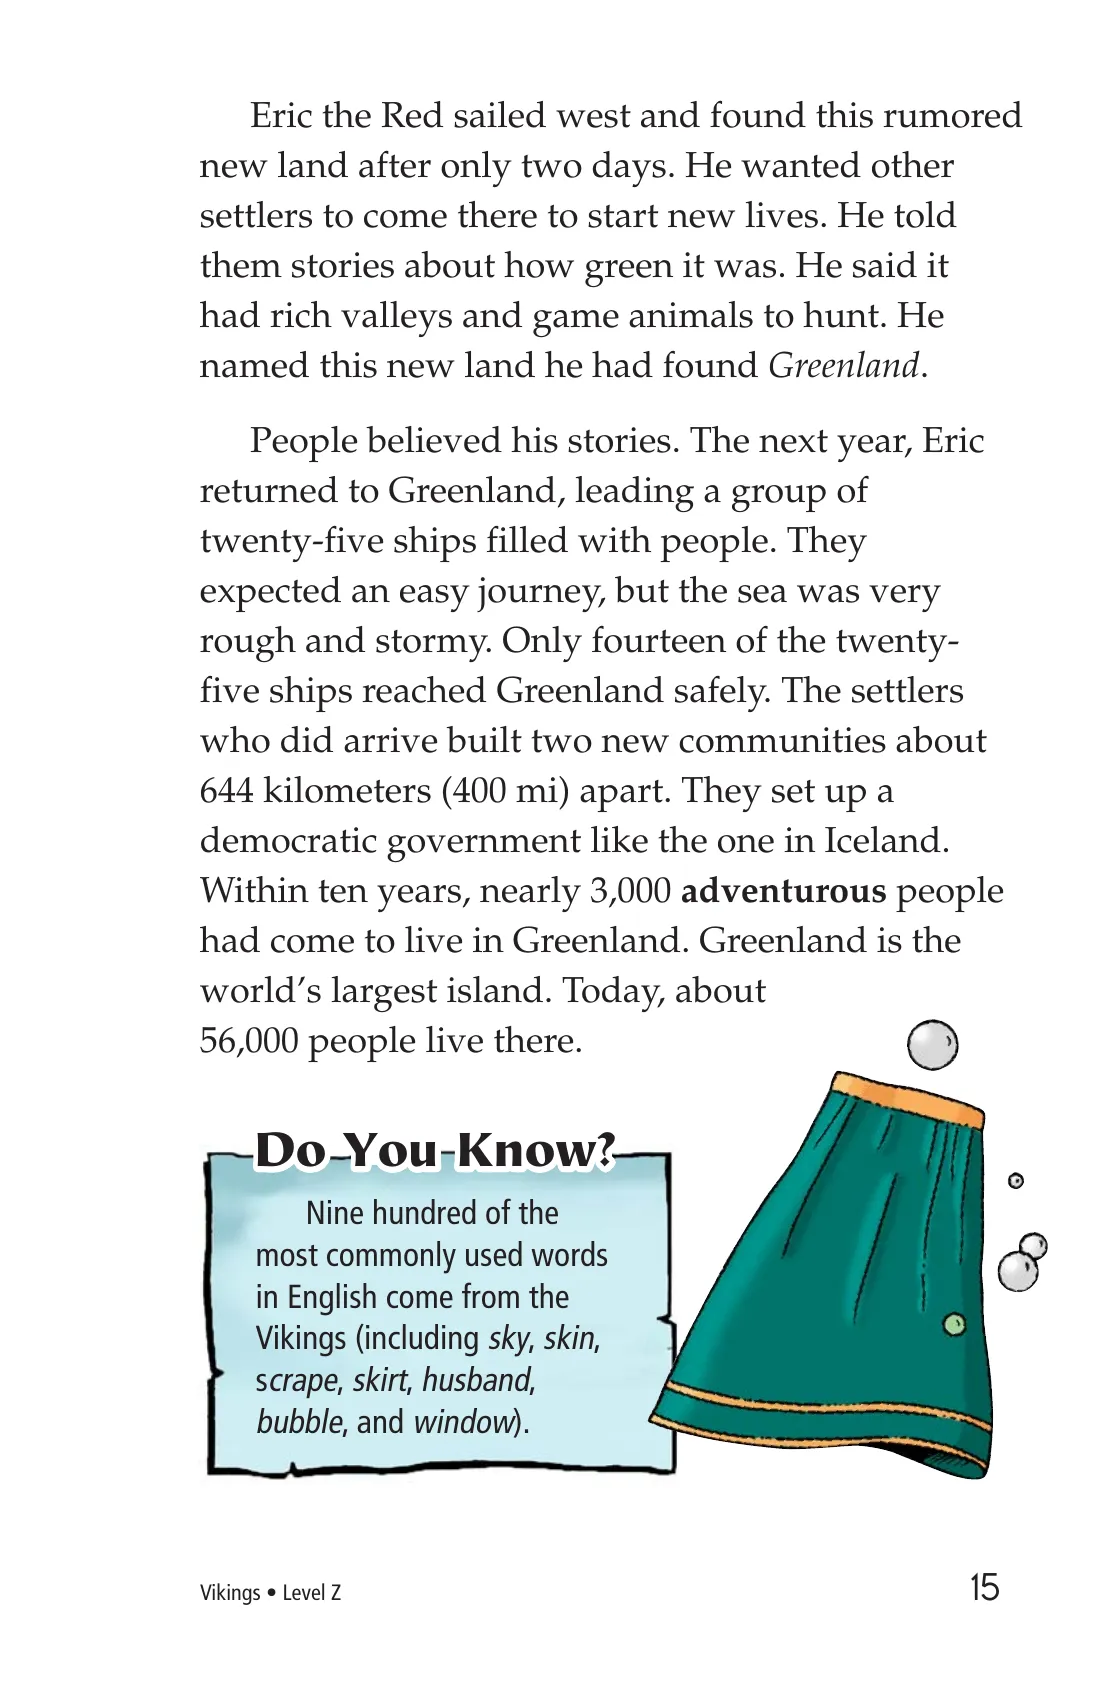 Eric the Red sailed west and found this rumored
new land after only two days. He wanted other
settlers to come there to start new lives. He told
them stories about how green it was. He said it
had rich valleys and game animals to hunt. He
named this new land he had found Greenland.
People believed his stories. The next year, Eric
returned to Greenland, leading a group of
twenty-five ships filled with people. They
expected an easy journey, but the sea was very
rough and stormy. Only fourteen of the twenty-
five ships reached Greenland safely. The settlers
who did arrive built two new communities about
644 kilometers (400 mi) apart. They set up a
democratic government like the one in Iceland.
Within ten years, nearly 3,000 adventurous people
had come to live in Greenland. Greenland is the
world’s largest island. Today, about
56,000 people live there.
Do You Know?
Nine hundred of the
most commonly used words
in English come from the
Vikings (including sky, skin,
scrape, skirt, husband,
bubble, and window).
Vikings • Level Z
15